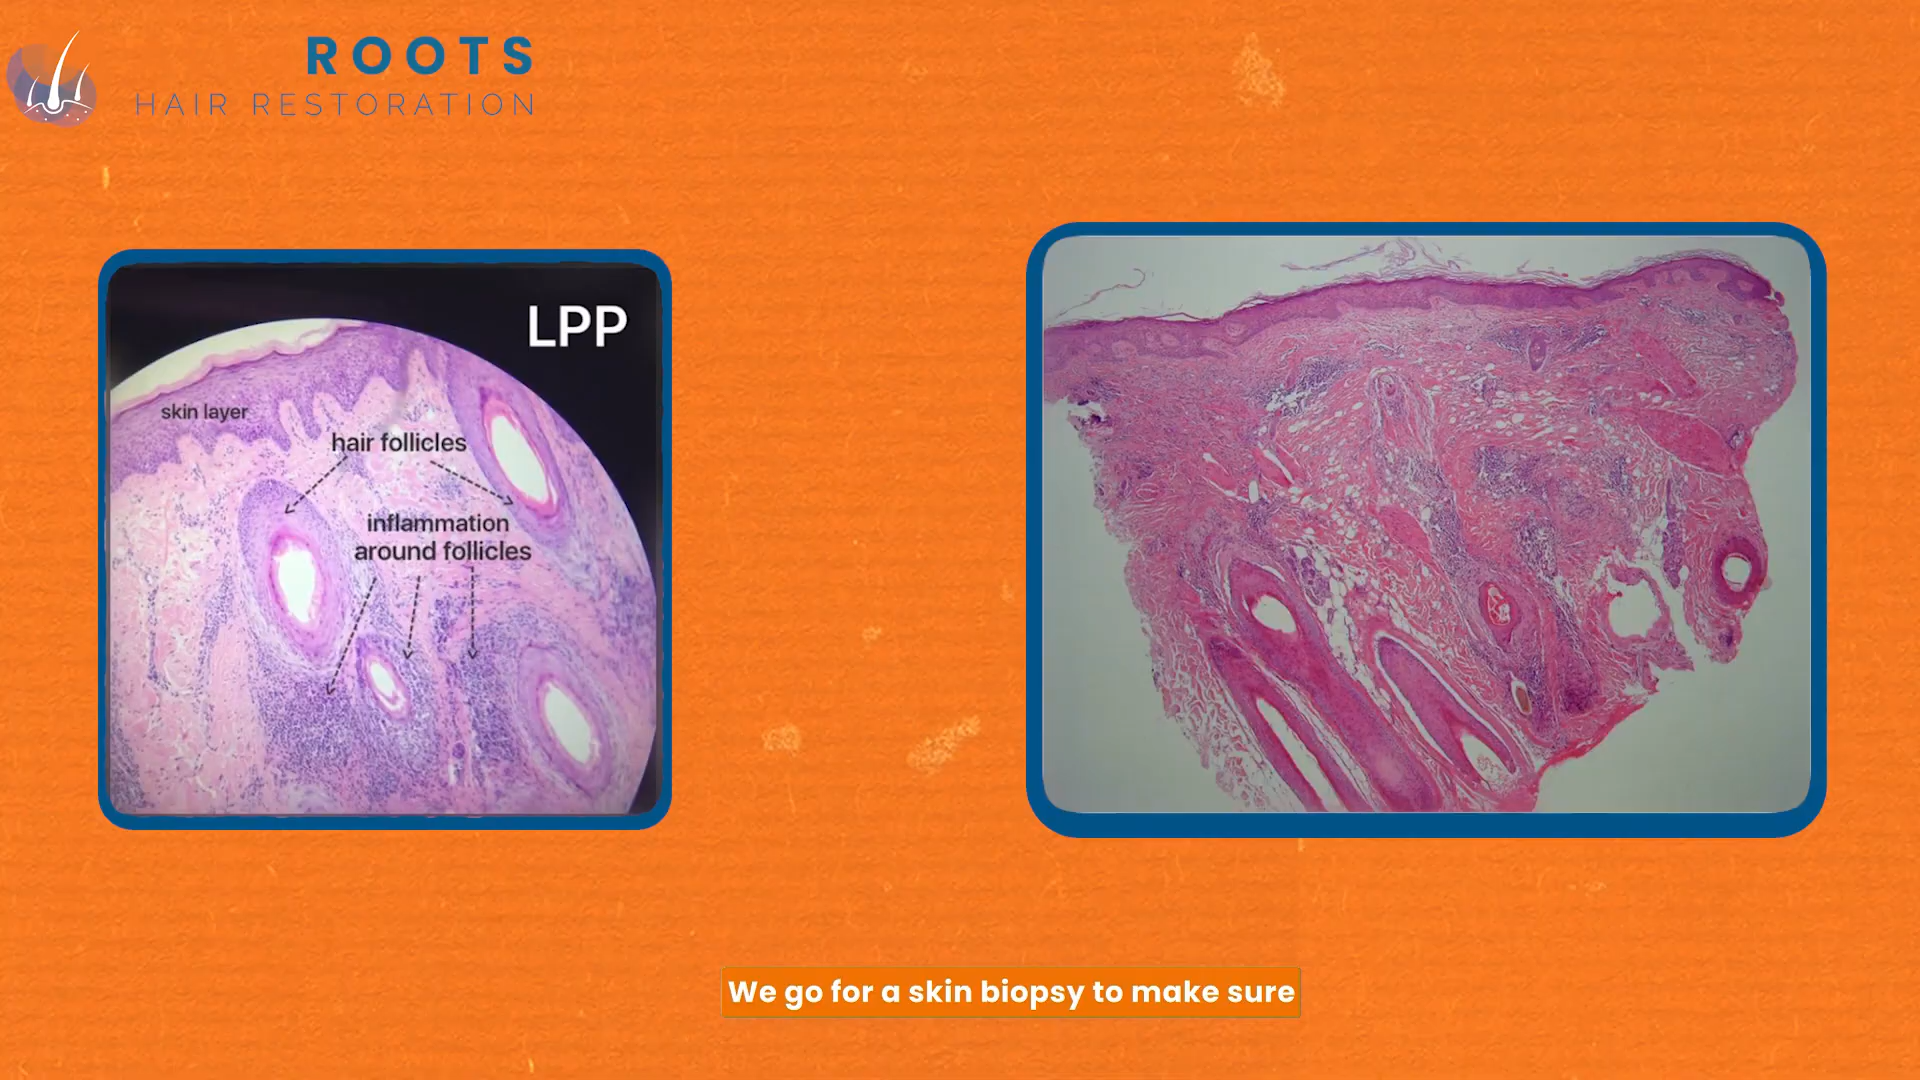 ROOTS
HAIR RESTORATION
LPP
skin layer
hair follicles
inflammation
around follicles
We go for a skin biopsy to make sure